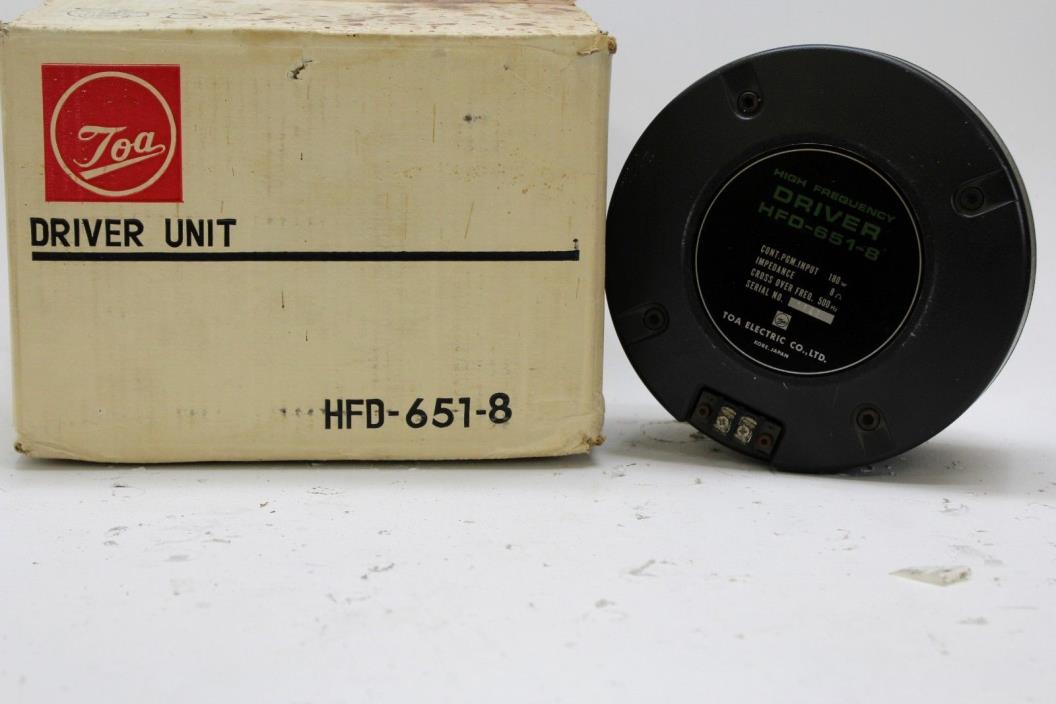 Toa
DRIVER UNIT
HFD-651-8
HIGH FREQUENCY
DRIVER
HFD-651-8
CONT. PGM. INPUT 180W
IMPEDANCE 8Ω
CROSS OVER FREQ. 500Hz
SERIAL NO.
TOA ELECTRIC CO., LTD.
KOBE, JAPAN